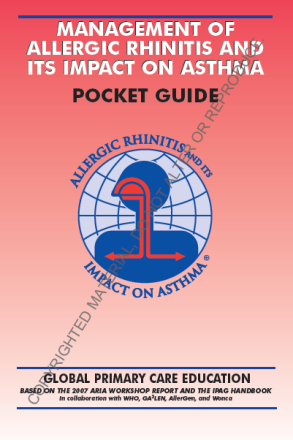 MANAGEMENT OF
ALLERGIC RHINITIS AND
ITS IMPACT ON ASTHMA
POCKET GUIDE
ALLERGIC RHINITIS AND ITS
IMPACT ON ASTHMA ®
COPYRIGHTED MATERIAL, DO NOT ALTER OR REPRODUCE
GLOBAL PRIMARY CARE EDUCATION
BASED ON THE 2007 ARIA WORKSHOP REPORT AND THE IPAG HANDBOOK
In collaboration with WHO, GA²LEN, AllerGen, and Wonca